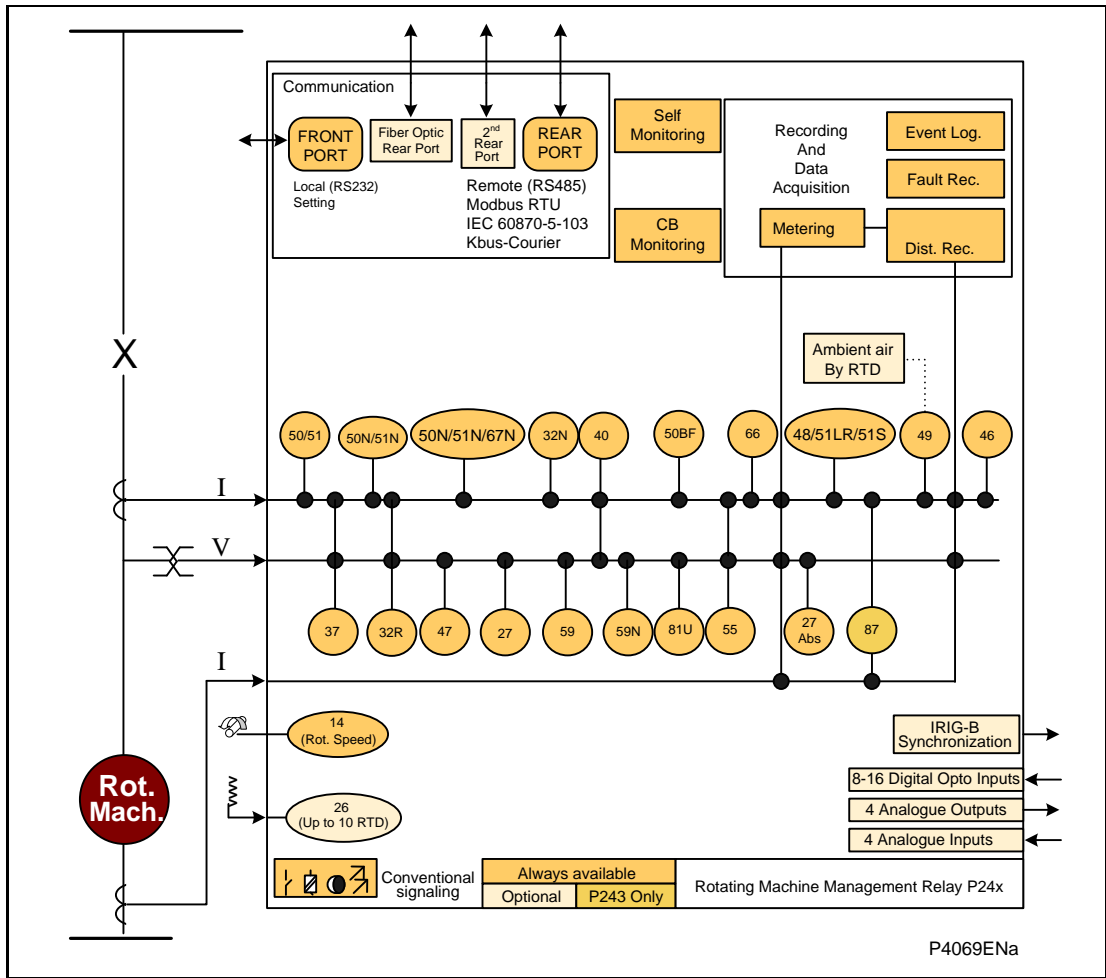 Communication
FRONT
PORT
Fiber Optic
Rear Port
2nd
Rear
Port
REAR
PORT
Local (RS232)
Setting
Remote (RS485)
Modbus RTU
IEC 60870-5-103
Kbus-Courier
Self
Monitoring
CB
Monitoring
Recording
And
Data
Acquisition
Event Log.
Fault Rec.
Metering
Dist. Rec.
X
Ambient air
By RTD
50/51
50N/51N
50N/51N/67N
32N
40
50BF
66
48/51LR/51S
49
46
I
V
37
32R
47
27
59
59N
81U
55
27
Abs
87
I
14
(Rot. Speed)
IRIG-B
Synchronization
Rot.
Mach.
8-16 Digital Opto Inputs
26
(Up to 10 RTD)
4 Analogue Outputs
4 Analogue Inputs
Conventional
signaling
Always available
Optional
P243 Only
Rotating Machine Management Relay P24x
P4069ENa